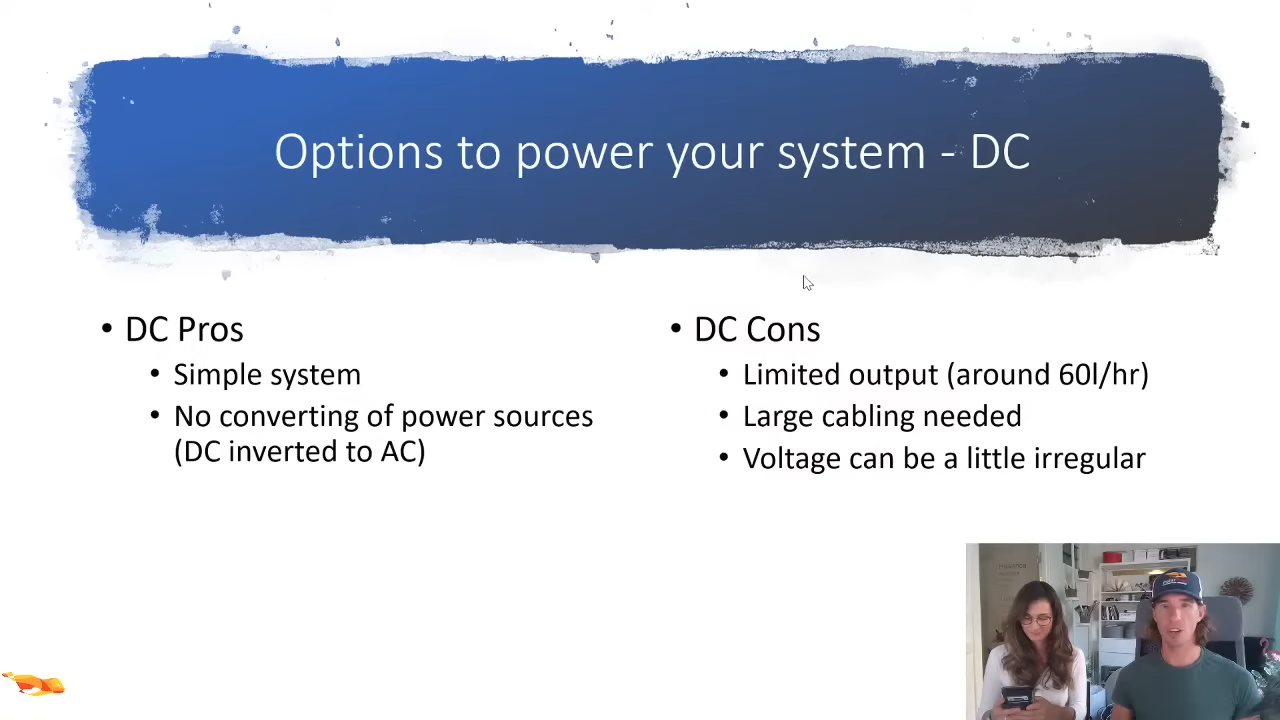 Options to power your system - DC
• DC Pros
• Simple system
• No converting of power sources
(DC inverted to AC)
• DC Cons
• Limited output (around 60l/hr)
• Large cabling needed
• Voltage can be a little irregular